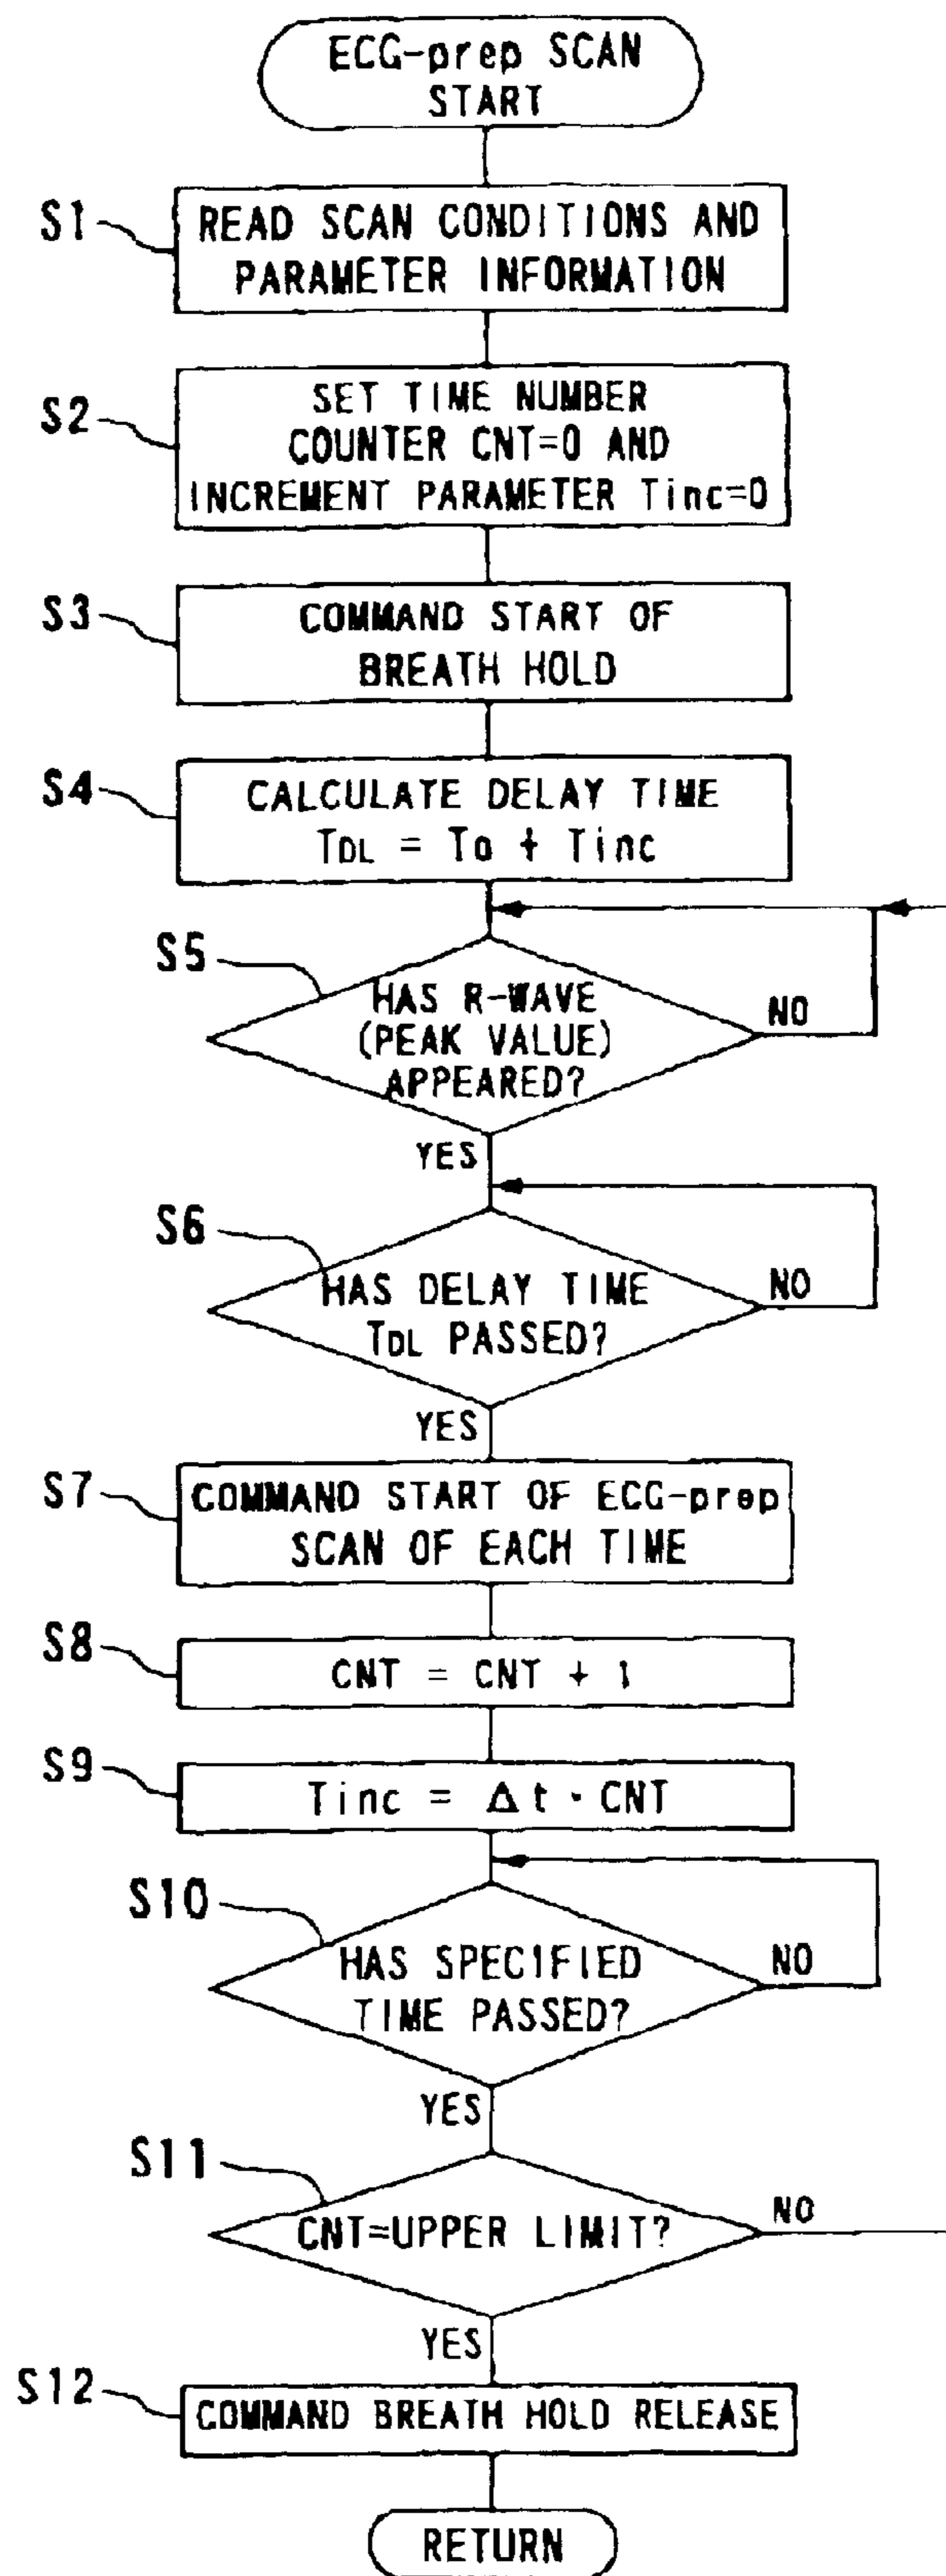 ECG-prep SCAN
START
S1
READ SCAN CONDITIONS AND
PARAMETER INFORMATION
S2
SET TIME NUMBER
COUNTER CNT=0 AND
INCREMENT PARAMETER Tinc=0
S3
COMMAND START OF
BREATH HOLD
S4
CALCULATE DELAY TIME
TDL = To + Tinc
S5
HAS R-WAVE
(PEAK VALUE)
APPEARED?
NO
YES
S6
HAS DELAY TIME
TDL PASSED?
NO
YES
S7
COMMAND START OF ECG-prep
SCAN OF EACH TIME
S8
CNT = CNT + 1
S9
Tinc = Δt · CNT
S10
HAS SPECIFIED
TIME PASSED?
NO
YES
S11
CNT=UPPER LIMIT?
NO
YES
S12
COMMAND BREATH HOLD RELEASE
RETURN